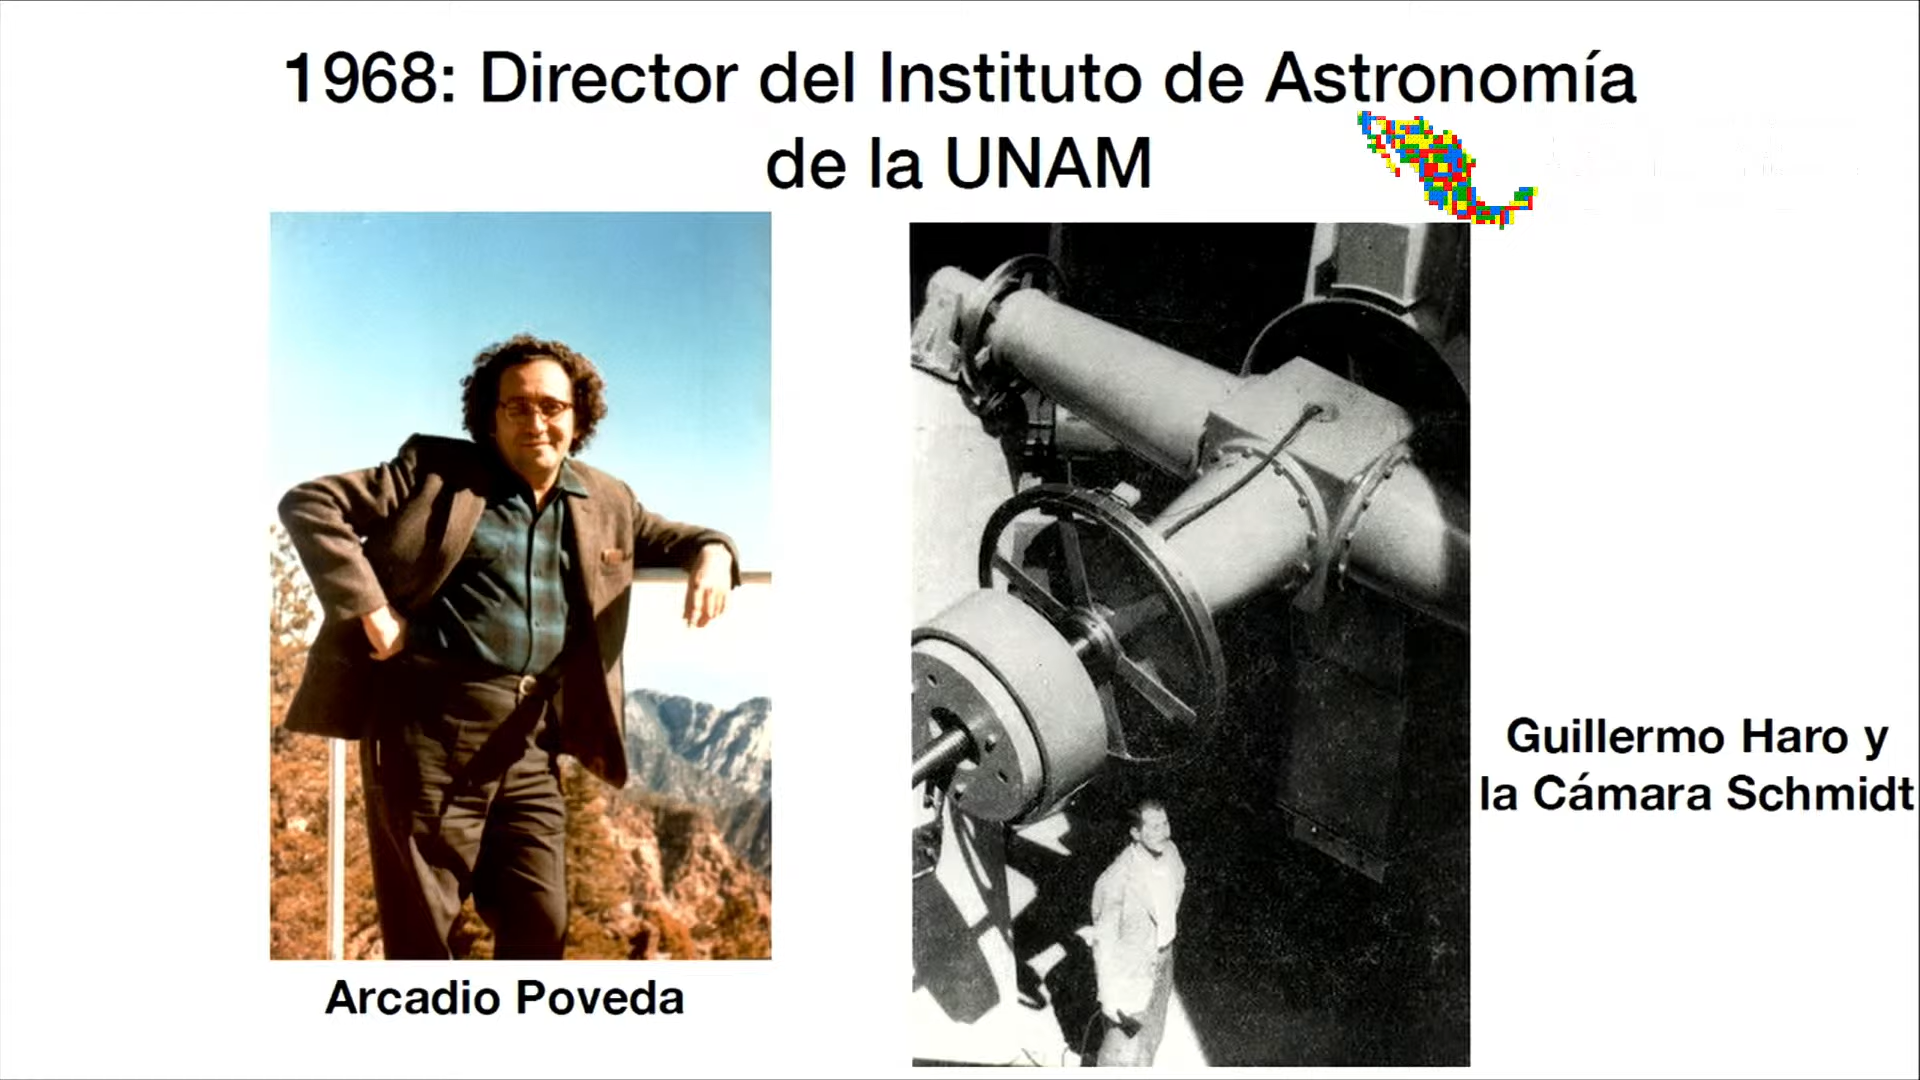 1968: Director del Instituto de Astronomía
de la UNAM
Guillermo Haro y
la Cámara Schmidt
Arcadio Poveda